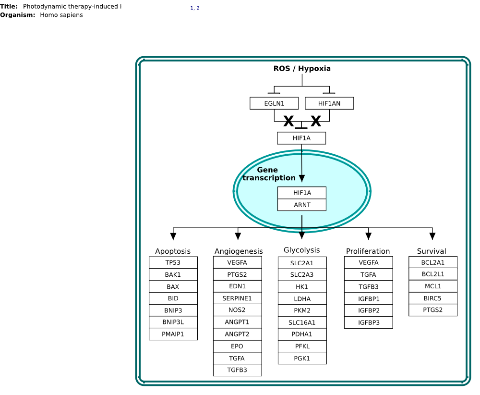 Title: Photodynamic therapy-induced
Organism: Homo sapiens
1, 2
ROS / Hypoxia
EGLN1
HIF1AN
X X
HIF1A
Gene
transcription
HIF1A
ARNT
Apoptosis
TP53
BAK1
BAX
BID
BNIP3
BNIP3L
PMAIP1
Angiogenesis
VEGFA
PTGS2
EDN1
SERPINE1
NOS2
ANGPT1
ANGPT2
EPO
TGFA
TGFB3
Glycolysis
SLC2A1
SLC2A3
HK1
LDHA
PKM2
SLC16A1
PDHA1
PFKL
PGK1
Proliferation
VEGFA
TGFA
TGFB3
IGFBP1
IGFBP2
IGFBP3
Survival
BCL2A1
BCL2L1
MCL1
BIRC5
PTGS2